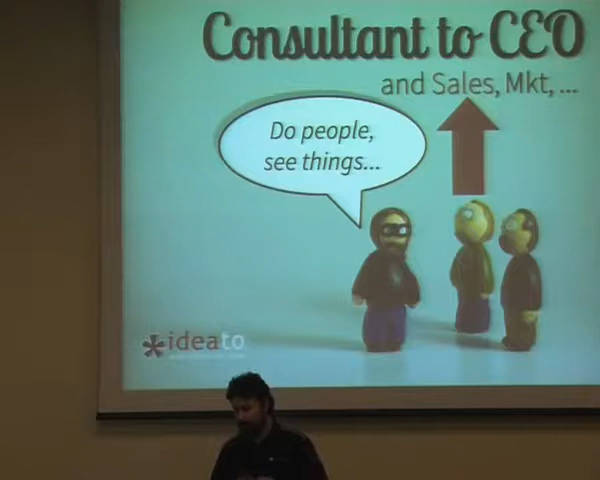 Consultant to CEO
and Sales, Mkt, ...
Do people,
see things...
*ideato